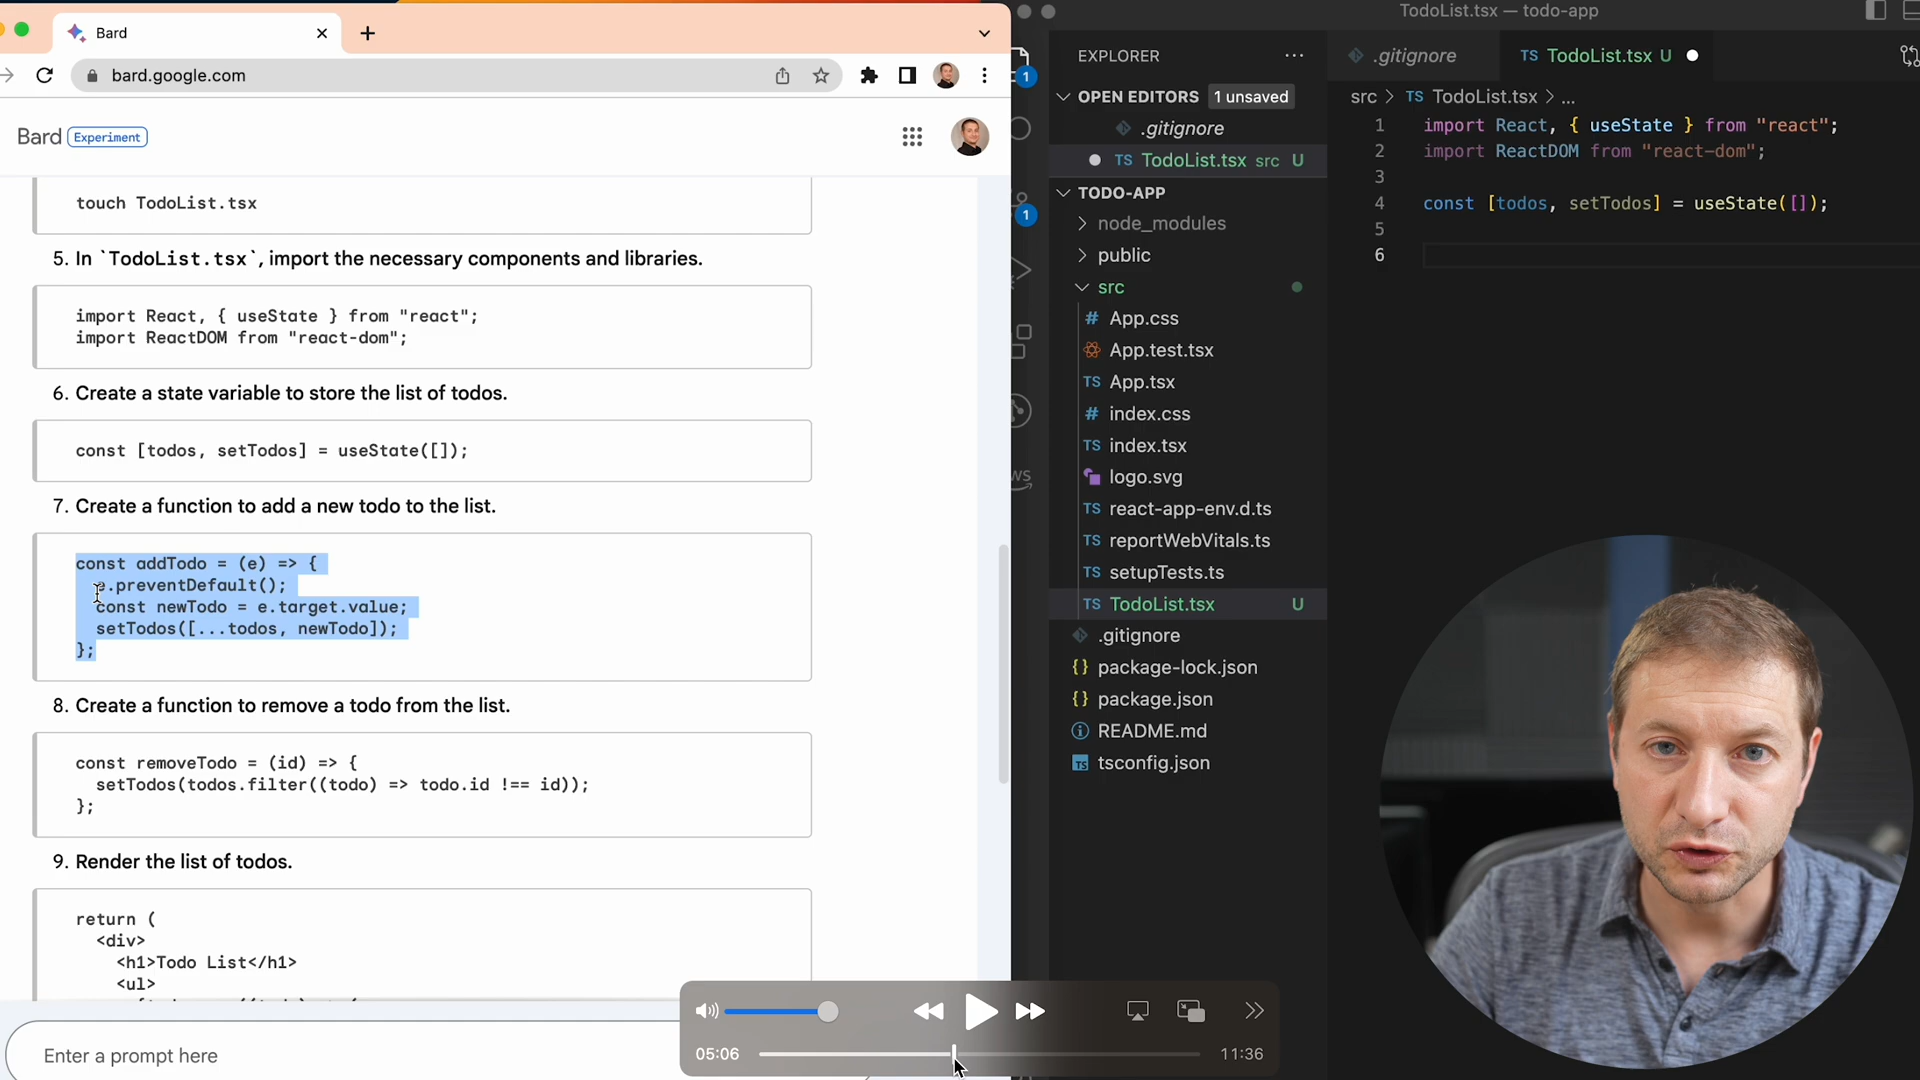 Bard
bard.google.com
Bard Experiment
touch TodoList.tsx
5. In `TodoList.tsx`, import the necessary components and libraries.
import React, { useState } from "react";
import ReactDOM from "react-dom";
6. Create a state variable to store the list of todos.
const [todos, setTodos] = useState([]);
7. Create a function to add a new todo to the list.
const addTodo = (e) => {
e.preventDefault();
const newTodo = e.target.value;
setTodos([...todos, newTodo]);
};
8. Create a function to remove a todo from the list.
const removeTodo = (id) => {
setTodos(todos.filter((todo) => todo.id !== id));
};
9. Render the list of todos.
return (
<div>
<h1>Todo List</h1>
<ul>
Enter a prompt here
05:06
11:36
TodoList.tsx — todo-app
1
1
EXPLORER
OPEN EDITORS 1 unsaved
.gitignore
TS TodoList.tsx src U
TODO-APP
node_modules
public
src
# App.css
App.test.tsx
TS App.tsx
# index.css
TS index.tsx
logo.svg
TS react-app-env.d.ts
TS reportWebVitals.ts
TS setupTests.ts
TS TodoList.tsx U
.gitignore
{} package-lock.json
{} package.json
README.md
TS tsconfig.json
.gitignore
TS TodoList.tsx U
src > TS TodoList.tsx > ...
1 import React, { useState } from "react";
2 import ReactDOM from "react-dom";
3
4 const [todos, setTodos] = useState([]);
5
6